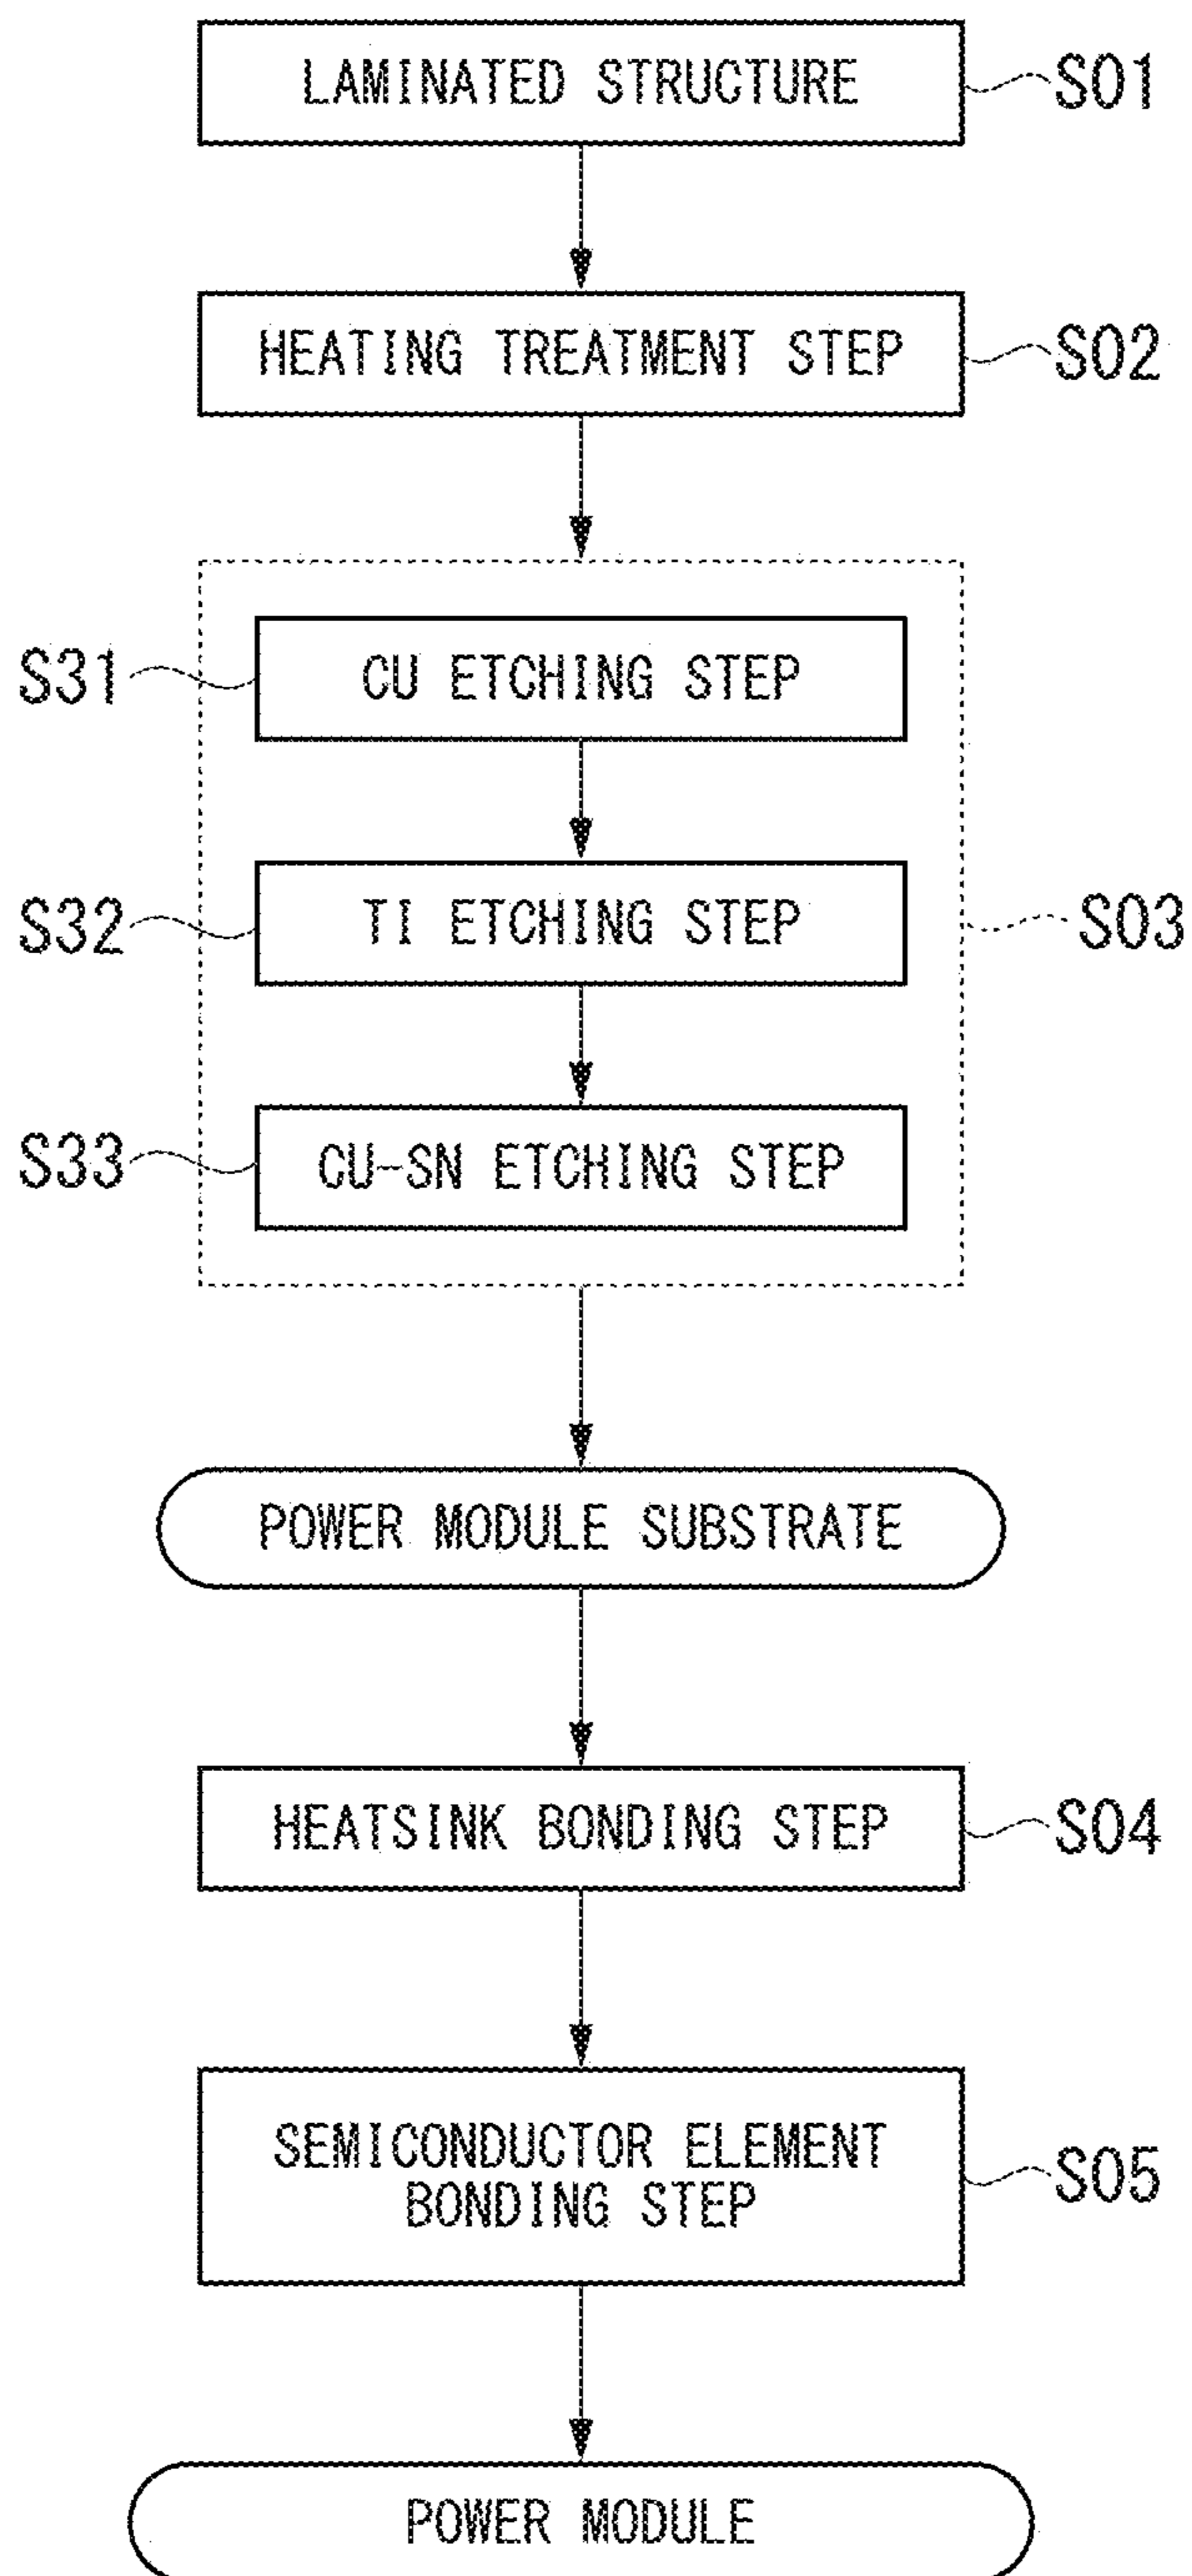 LAMINATED STRUCTURE
S01
HEATING TREATMENT STEP
S02
S31
CU ETCHING STEP
S32
TI ETCHING STEP
S03
S33
CU-SN ETCHING STEP
POWER MODULE SUBSTRATE
HEATSINK BONDING STEP
S04
SEMICONDUCTOR ELEMENT
BONDING STEP
S05
POWER MODULE